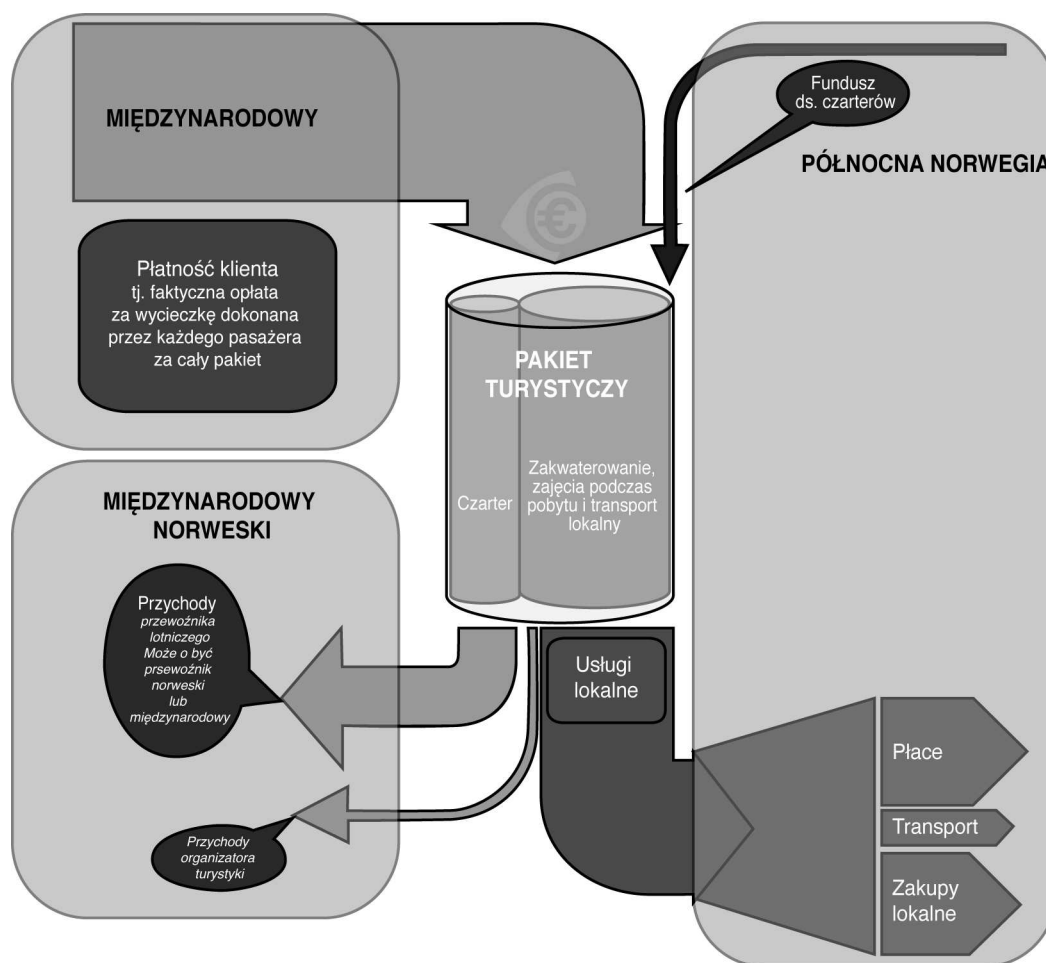 MIĘDZYNARODOWY
Płatność klienta
tj. faktyczna opłata
za wycieczkę dokonana
przez każdego pasażera
za cały pakiet
Fundusz
ds. czarterów
PÓŁNOCNA NORWEGIA
€
PAKIET
TURYSTYCZY
Czarter
Zakwaterowanie,
zajęcia podczas
pobytu i transport
lokalny
MIĘDZYNARODOWY
NORWESKI
Przychody
przewoźnika
lotniczego
Może o być
prsewoźnik
norweski
lub
międzynarodowy
Przychody
organizatora
turystyki
Usługi
lokalne
Płace
Transport
Zakupy
lokalne